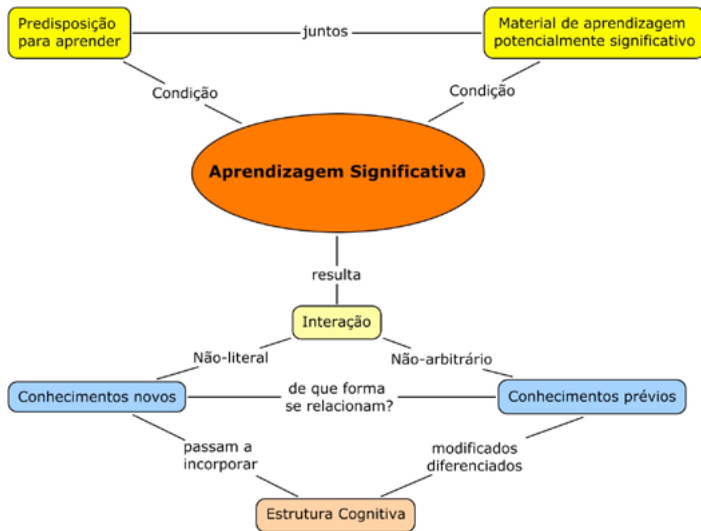 Predisposição
para aprender
juntos
Material de aprendizagem
potencialmente significativo
Condição
Condição
Aprendizagem Significativa
resulta
Interação
Não-literal
Não-arbitrário
Conhecimentos novos
de que forma
se relacionam?
Conhecimentos prévios
passam a
incorporar
modificados
diferenciados
Estrutura Cognitiva